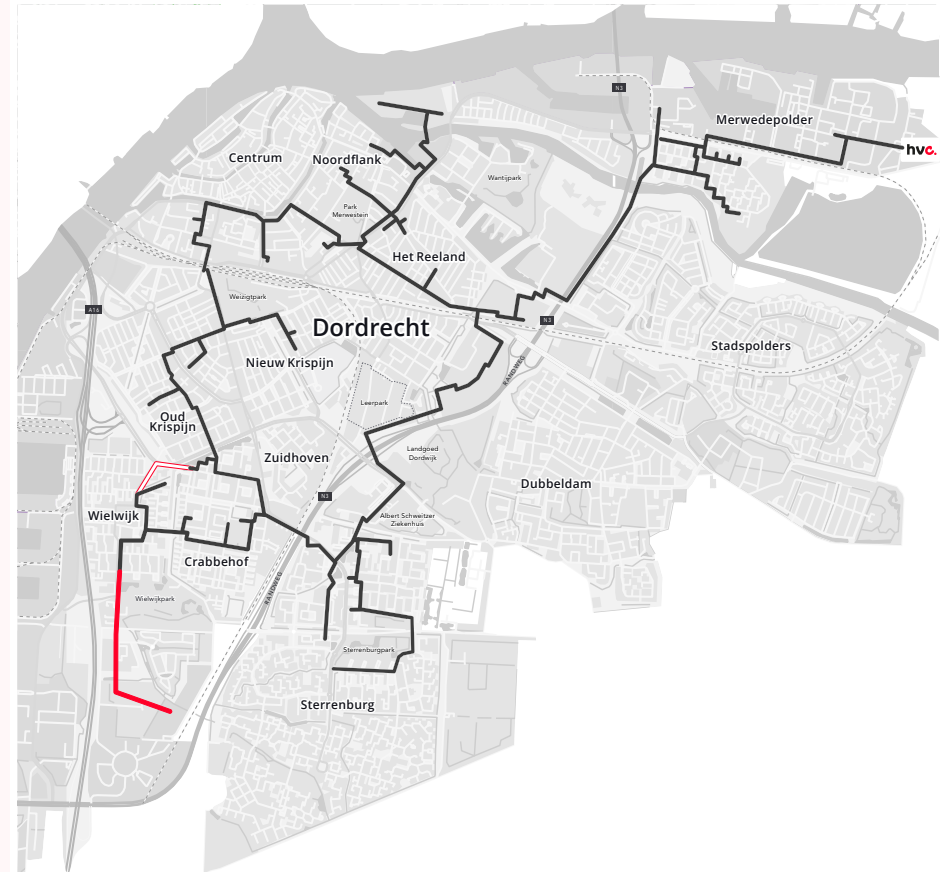 N3
Merwedepolder
hvc.
Centrum
Noordflank
Wantijpark
Park
Merwestein
Het Reeland
Weizigtpark
A16
N3
Dordrecht
Stadspolders
Nieuw Krispijn
RANDWEG
Leerpark
Oud
Krispijn
Landgoed
Dordwijk
Zuidhoven
Dubbeldam
N3
Wielwijk
Albert Schweitzer
Ziekenhuis
Crabbehof
RANDWEG
Wielwijkpark
Sterrenburgpark
Sterrenburg